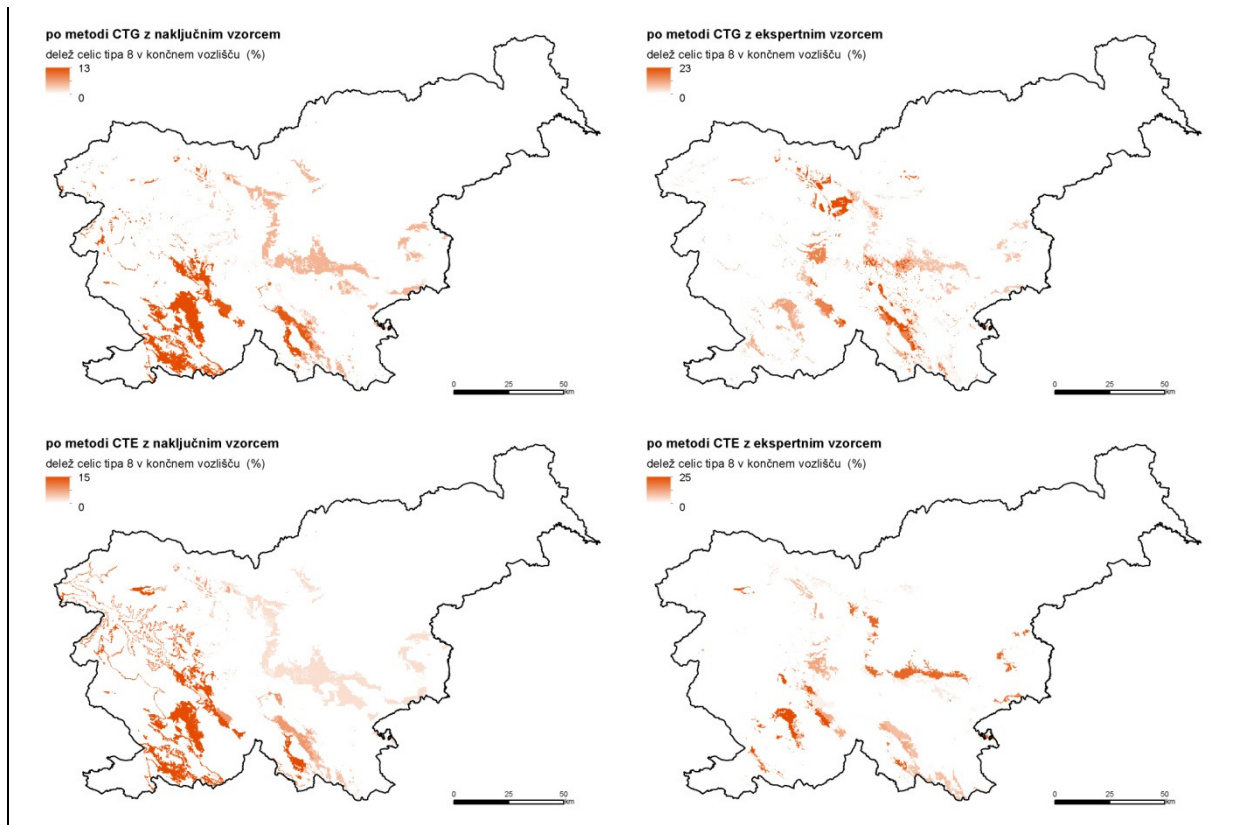 po metodi CTG z naključnim vzorcem
delež celic tipa 8 v končnem vozlišču (%)
13
0
0 25 50
km
po metodi CTG z ekspertnim vzorcem
delež celic tipa 8 v končnem vozlišču (%)
23
0
0 25 50
km
po metodi CTE z naključnim vzorcem
delež celic tipa 8 v končnem vozlišču (%)
15
0
0 25 50
km
po metodi CTE z ekspertnim vzorcem
delež celic tipa 8 v končnem vozlišču (%)
25
0
0 25 50
km